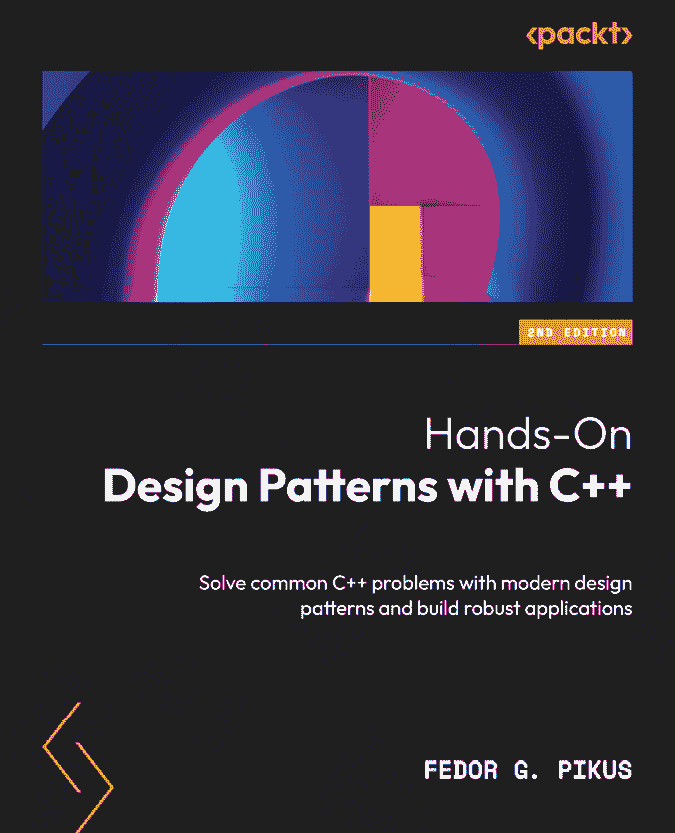 <packt>
2ND EDITION
Hands-On
Design Patterns with C++
Solve common C++ problems with modern design
patterns and build robust applications
FEDOR G. PIKUS